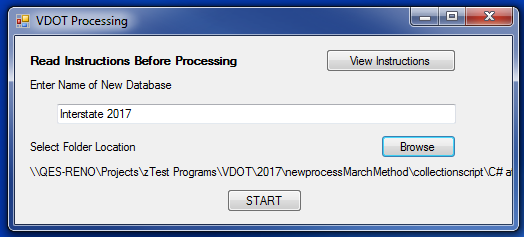 VDOT Processing
Read Instructions Before Processing
View Instructions
Enter Name of New Database
Interstate 2017
Select Folder Location
Browse
\\QES-RENO\Projects\zTest Programs\VDOT\2017\newprocessMarchMethod\collectionscript\C#
START